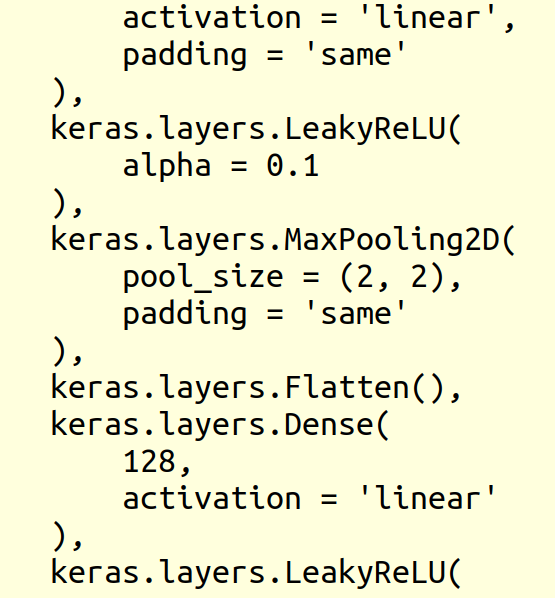 activation = 'linear',
padding = 'same'
),
keras.layers.LeakyReLU(
alpha = 0.1
),
keras.layers.MaxPooling2D(
pool_size = (2, 2),
padding = 'same'
),
keras.layers.Flatten(),
keras.layers.Dense(
128,
activation = 'linear'
),
keras.layers.LeakyReLU(